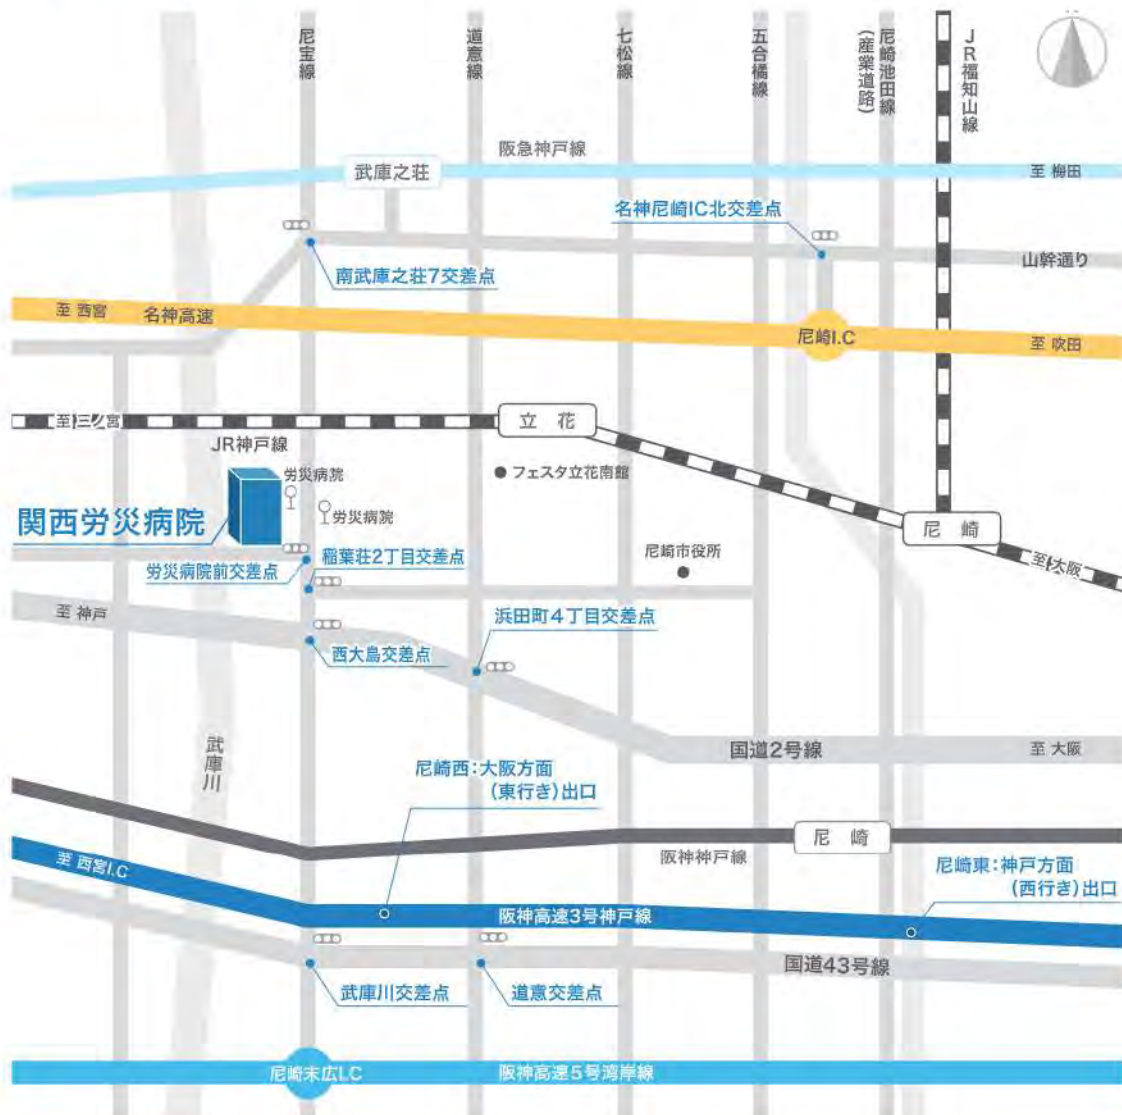 尼宝線
道意線
七松線
五合橋線
尼崎池田線
(産業道路)
JR福知山線
阪急神戸線
武庫之荘
至 梅田
名神尼崎IC北交差点
南武庫之荘7交差点
山幹通り
至 西宮
名神高速
尼崎I.C
至 吹田
至三ノ宮
JR神戸線
立花
労災病院
フェスタ立花南館
関西労災病院
労災病院
尼崎
尼崎市役所
稲葉荘2丁目交差点
労災病院前交差点
至大阪
至 神戸
浜田町4丁目交差点
西大島交差点
武庫川
国道2号線
至 大阪
尼崎西:大阪方面
(東行き)出口
尼崎
阪神神戸線
至 西宮I.C
尼崎東:神戸方面
(西行き)出口
阪神高速3号神戸線
国道43号線
武庫川交差点
道意交差点
尼崎末広I.C
阪神高速5号湾岸線